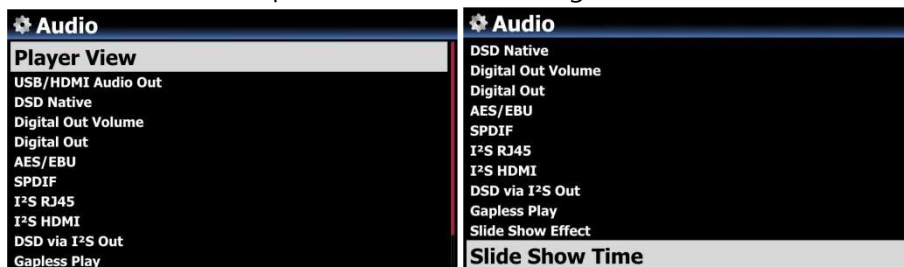 Audio
Player View
USB/HDMI Audio Out
DSD Native
Digital Out Volume
Digital Out
AES/EBU
SPDIF
I²S RJ45
I²S HDMI
DSD via I²S Out
Gapless Play
Audio
DSD Native
Digital Out Volume
Digital Out
AES/EBU
SPDIF
I²S RJ45
I²S HDMI
DSD via I²S Out
Gapless Play
Slide Show Effect
Slide Show Time